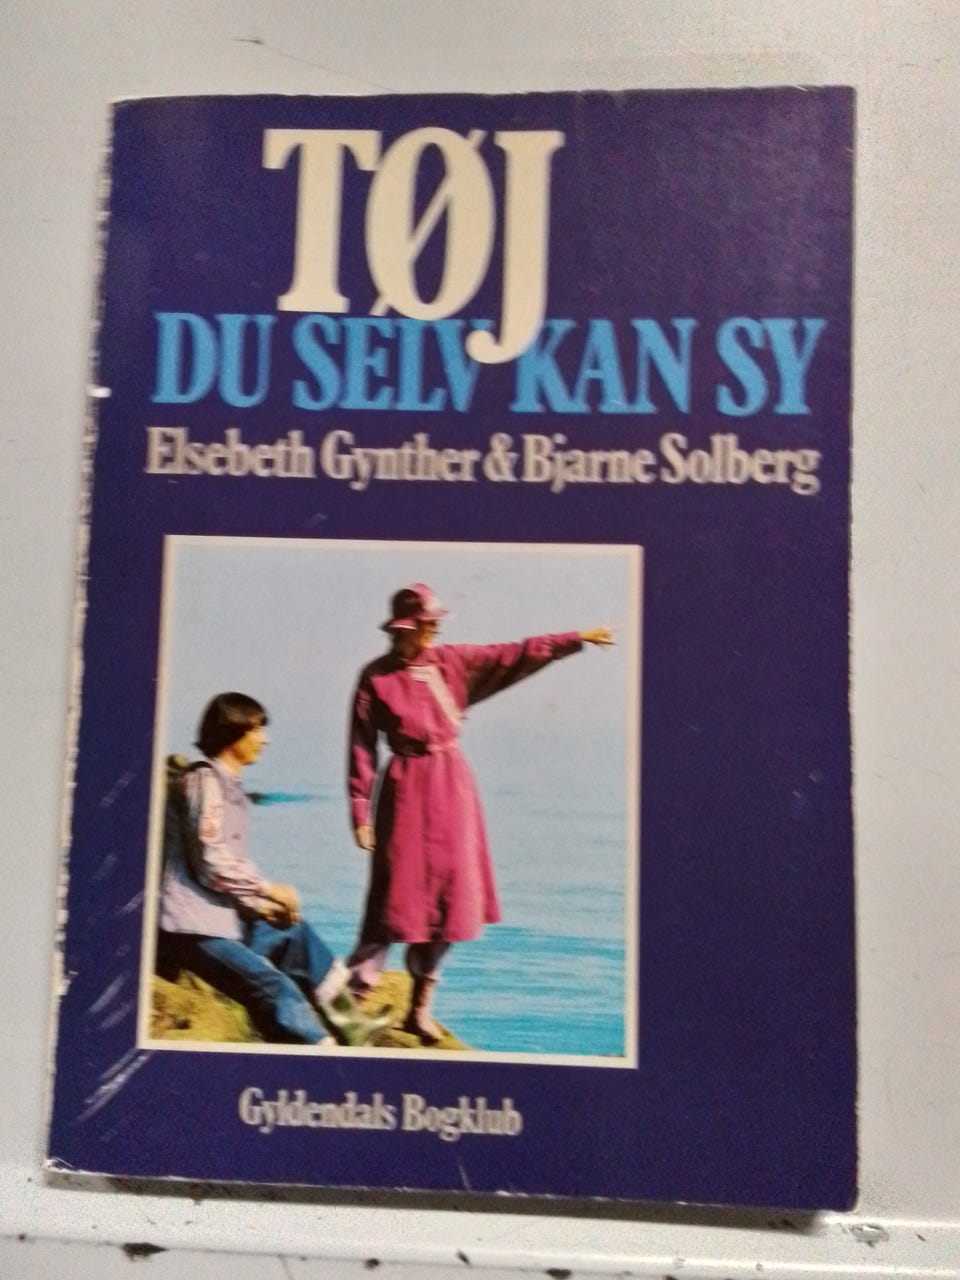 TØJ
DU SELV KAN SY
Elsebeth Gynther & Bjarne Solberg
Gyldendals Bogklub